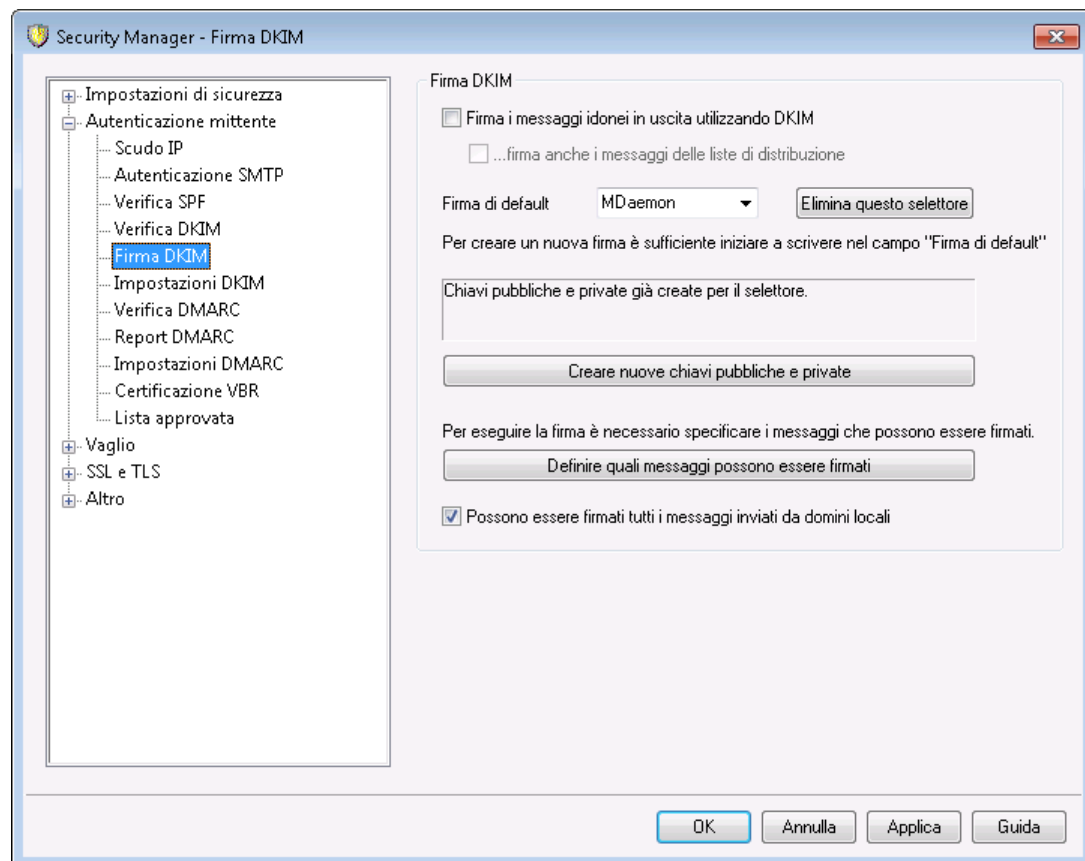 Security Manager - Firma DKIM
Impostazioni di sicurezza
Autenticazione mittente
Scudo IP
Autenticazione SMTP
Verifica SPF
Verifica DKIM
Firma DKIM
Impostazioni DKIM
Verifica DMARC
Report DMARC
Impostazioni DMARC
Certificazione VBR
Lista approvata
Vaglio
SSL e TLS
Altro
Firma DKIM
Firma i messaggi idonei in uscita utilizzando DKIM
...firma anche i messaggi delle liste di distribuzione
Firma di default MDaemon Elimina questo selettore
Per creare un nuova firma è sufficiente iniziare a scrivere nel campo "Firma di default"
Chiavi pubbliche e private già create per il selettore.
Creare nuove chiavi pubbliche e private
Per eseguire la firma è necessario specificare i messaggi che possono essere firmati.
Definire quali messaggi possono essere firmati
Possono essere firmati tutti i messaggi inviati da domini locali
OK Annulla Applica Guida